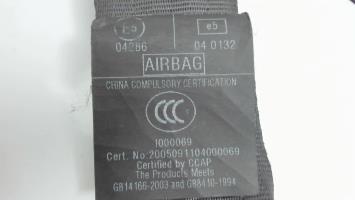 E5 e5
04286 04 0132
AIRBAG
CHINA COMPULSORY CERTIFICATION
CCC
1000069
Cert. No:2005091104000069
Certified by CCAP
The Products Meets
GB14166-2003 and GB8410-1994